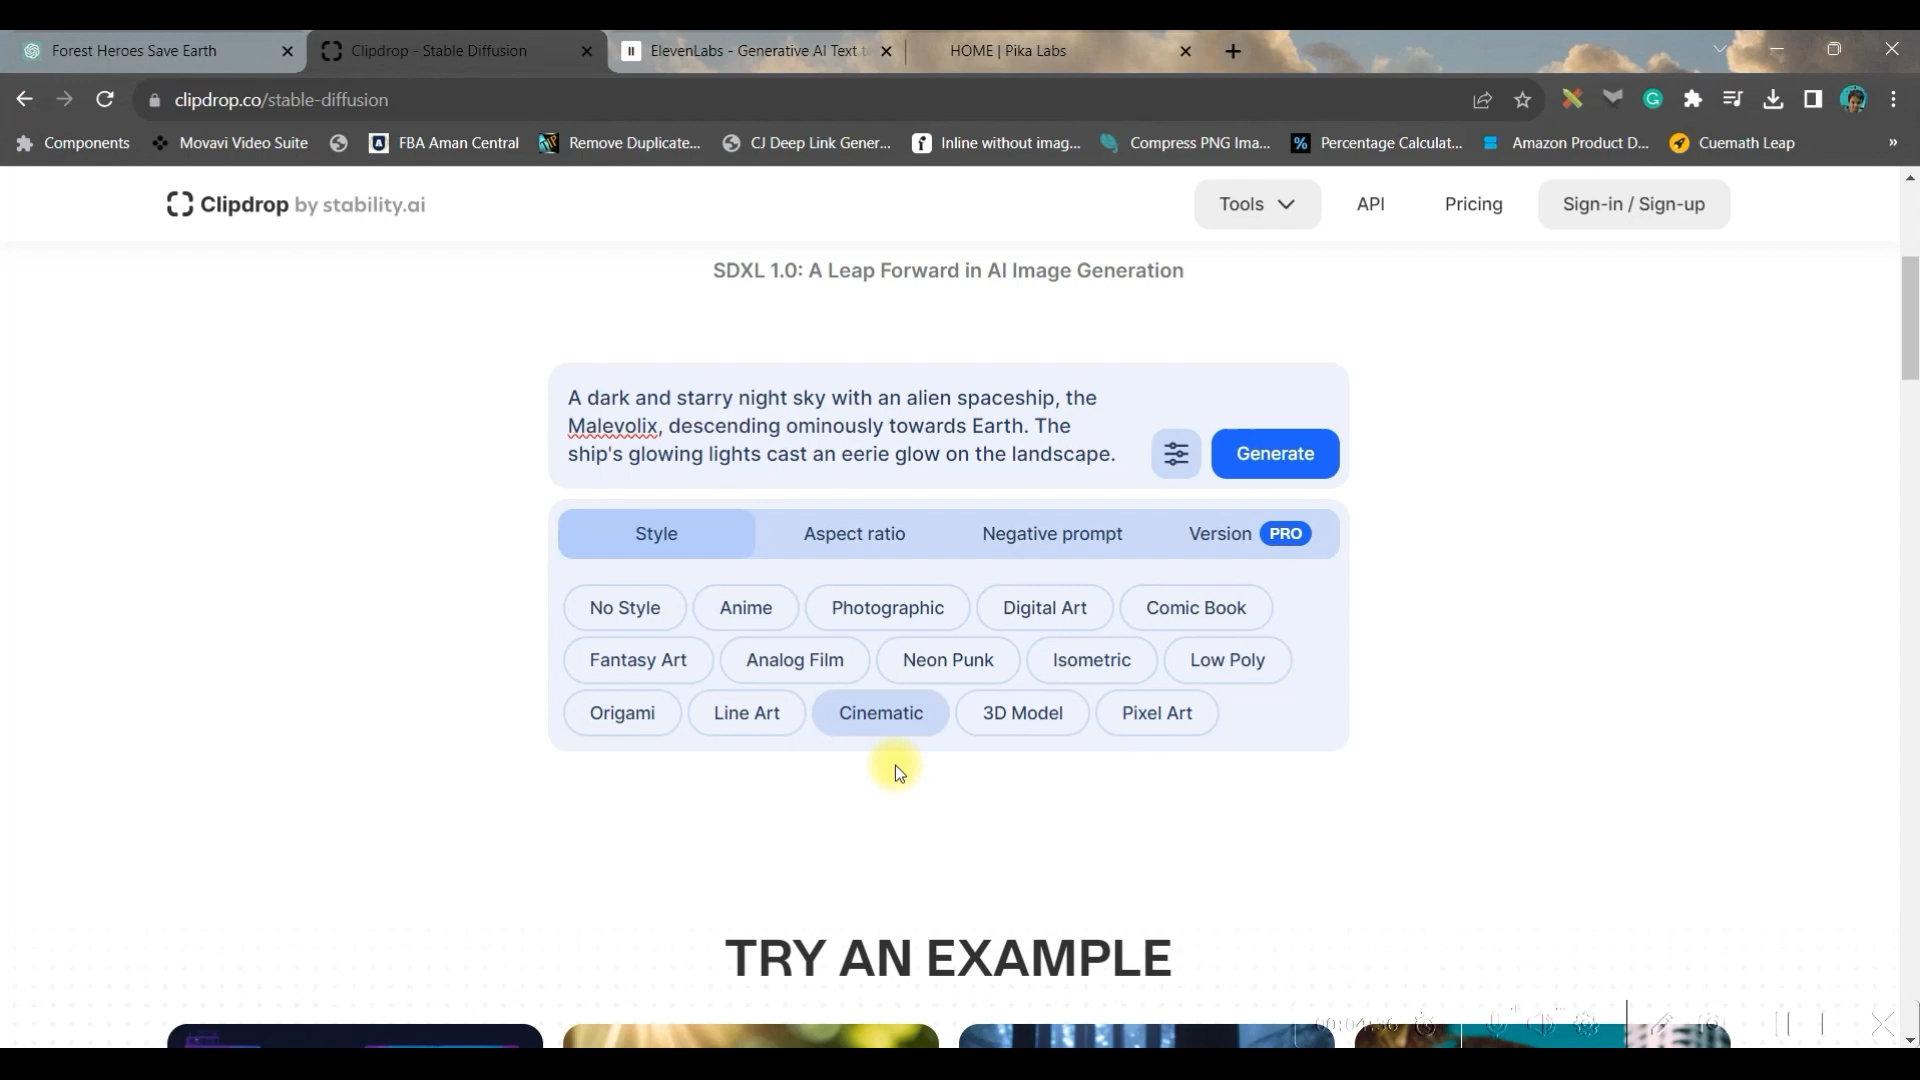 Forest Heroes Save Earth
Clipdrop - Stable Diffusion
ElevenLabs - Generative AI Text t
HOME | Pika Labs
clipdrop.co/stable-diffusion
Components
Movavi Video Suite
FBA Aman Central
Remove Duplicate...
CJ Deep Link Gener...
Inline without imag...
Compress PNG Ima...
Percentage Calculat...
Amazon Product D...
Cuemath Leap
»
Clipdrop by stability.ai
Tools
API
Pricing
Sign-in / Sign-up
SDXL 1.0: A Leap Forward in AI Image Generation
A dark and starry night sky with an alien spaceship, the
Malevolix, descending ominously towards Earth. The
ship's glowing lights cast an eerie glow on the landscape.
Generate
Style
Aspect ratio
Negative prompt
Version PRO
No Style
Anime
Photographic
Digital Art
Comic Book
Fantasy Art
Analog Film
Neon Punk
Isometric
Low Poly
Origami
Line Art
Cinematic
3D Model
Pixel Art
TRY AN EXAMPLE